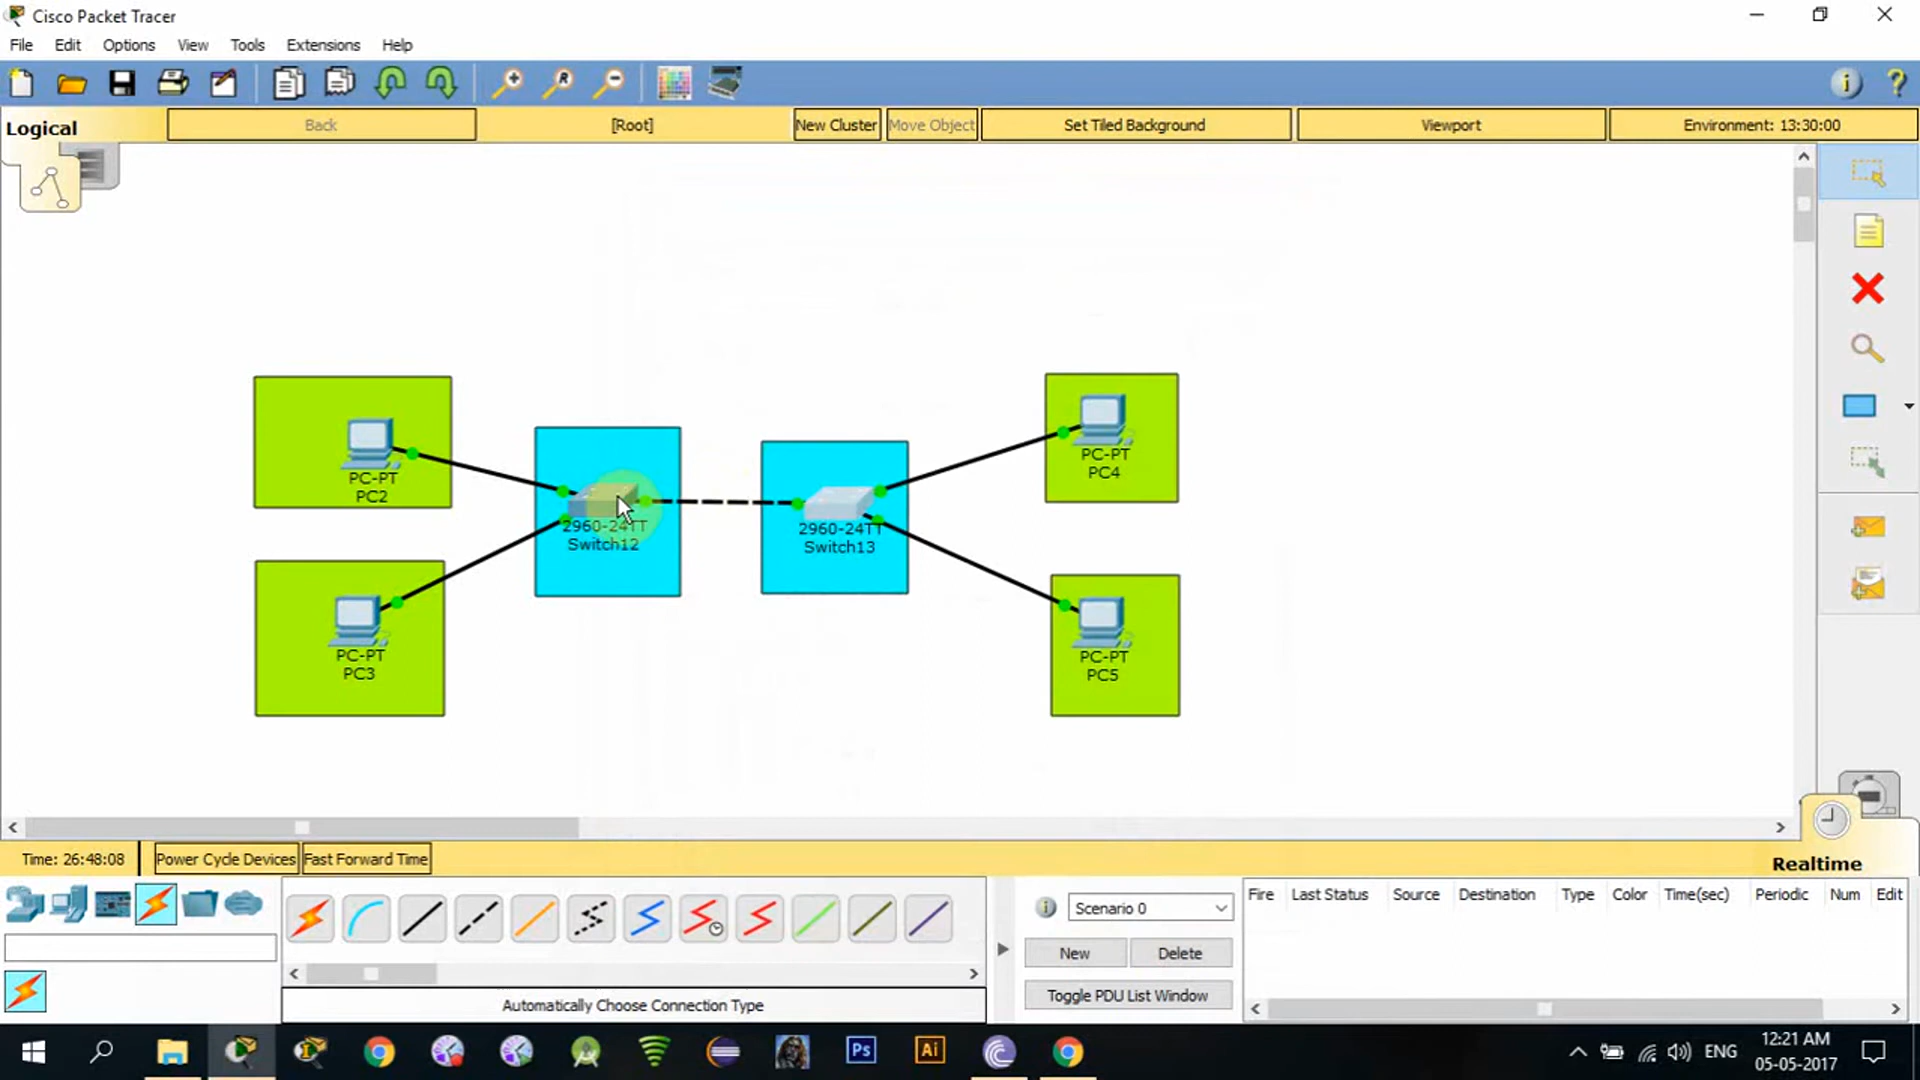 Cisco Packet Tracer
File Edit Options View Tools Extensions Help
Logical Back [Root] New Cluster Move Object Set Tiled Background Viewport Environment: 13:30:00
PC-PT
PC2
PC-PT
PC3
2960-24TT
Switch12
2960-24TT
Switch13
PC-PT
PC4
PC-PT
PC5
Time: 26:48:08 Power Cycle Devices Fast Forward Time Realtime
Scenario 0
New Delete
Toggle PDU List Window
Fire Last Status Source Destination Type Color Time(sec) Periodic Num Edit
Automatically Choose Connection Type
Ps Ai
ENG
12:21 AM
05-05-2017